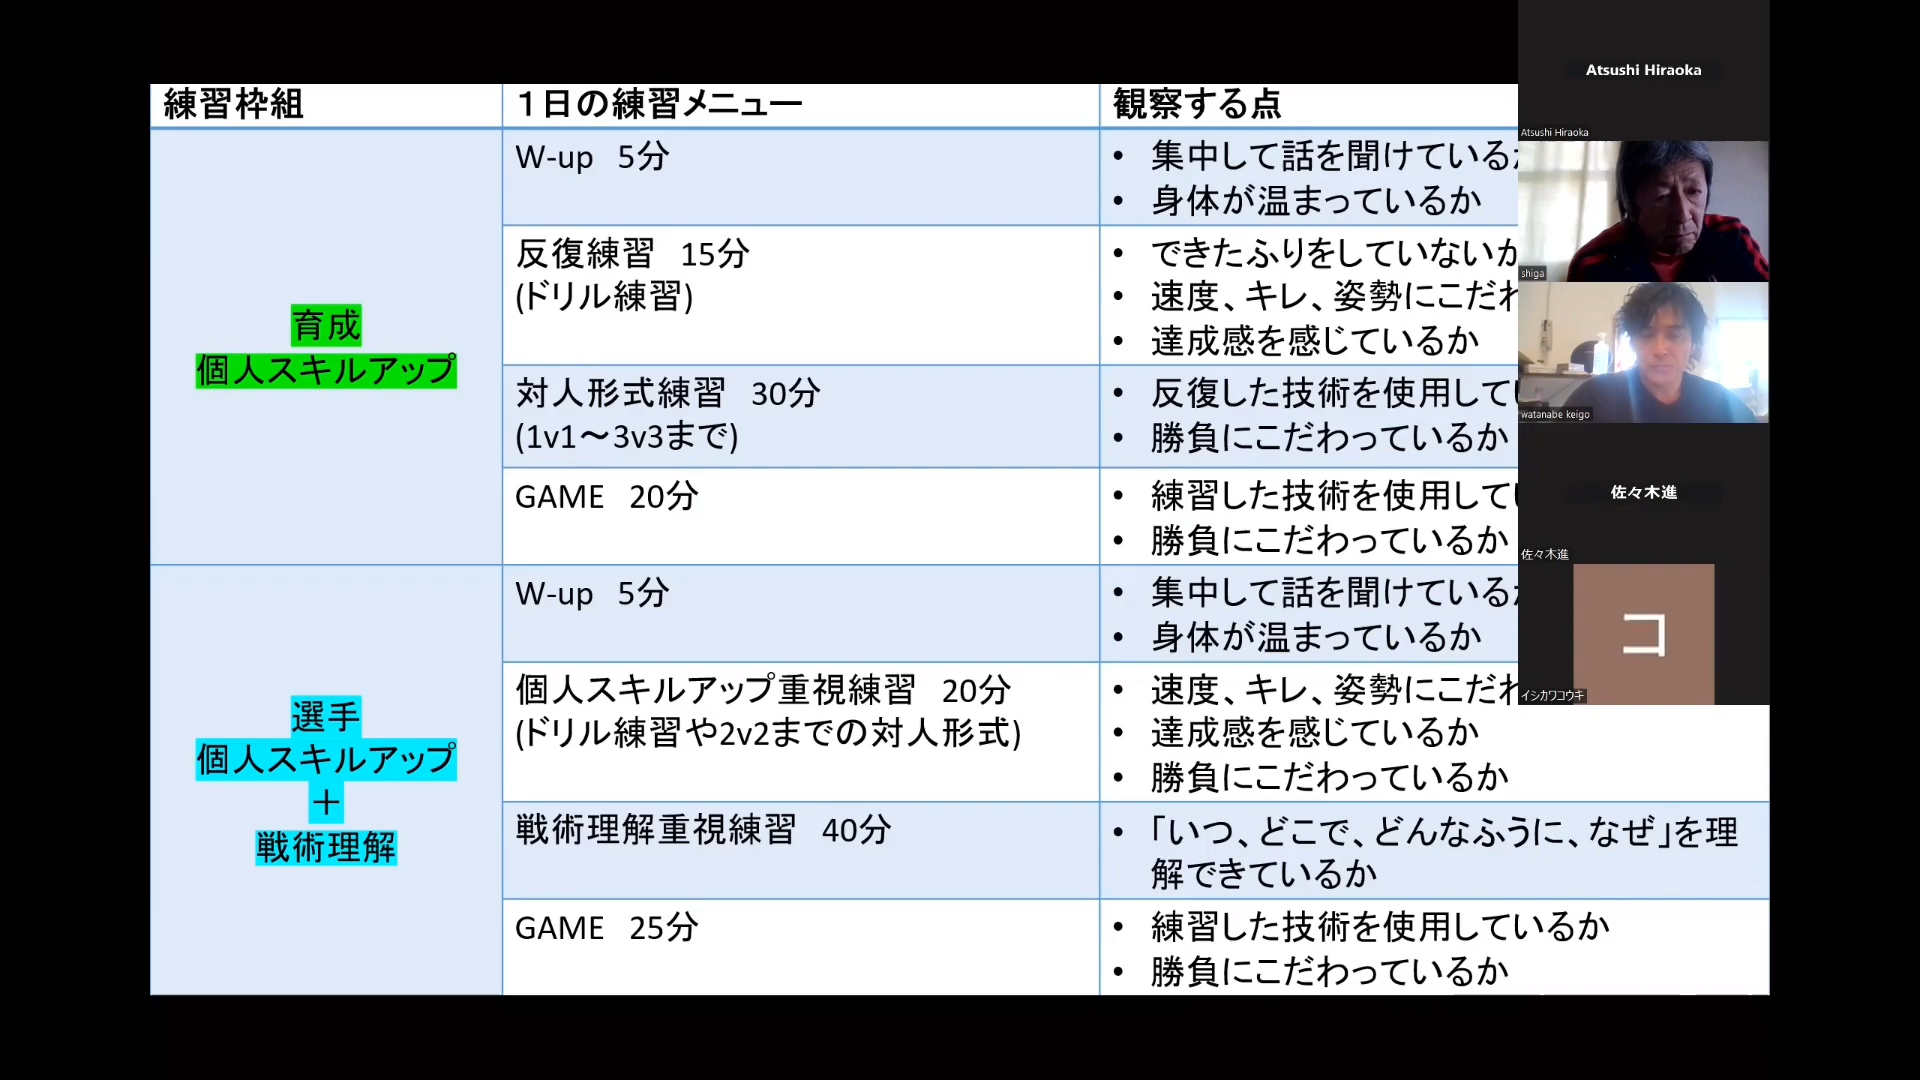 練習枠組
１日の練習メニュー
観察する点
育成
個人スキルアップ
W-up 5分
• 集中して話を聞けている
• 身体が温まっているか
反復練習 15分
(ドリル練習)
• できたふりをしていないか
• 速度、キレ、姿勢にこだわ
• 達成感を感じているか
対人形式練習 30分
(1v1～3v3まで)
• 反復した技術を使用して
• 勝負にこだわっているか
GAME 20分
• 練習した技術を使用して
• 勝負にこだわっているか
選手
個人スキルアップ
＋
戦術理解
W-up 5分
• 集中して話を聞けている
• 身体が温まっているか
個人スキルアップ重視練習 20分
(ドリル練習や2v2までの対人形式)
• 速度、キレ、姿勢にこだわ
• 達成感を感じているか
• 勝負にこだわっているか
戦術理解重視練習 40分
• 「いつ、どこで、どんなふうに、なぜ」を理
解できているか
GAME 25分
• 練習した技術を使用しているか
• 勝負にこだわっているか
Atsushi Hiraoka
Atsushi Hiraoka
shiga
watanabe keigo
佐々木進
佐々木進
コ
イシカワコウキ